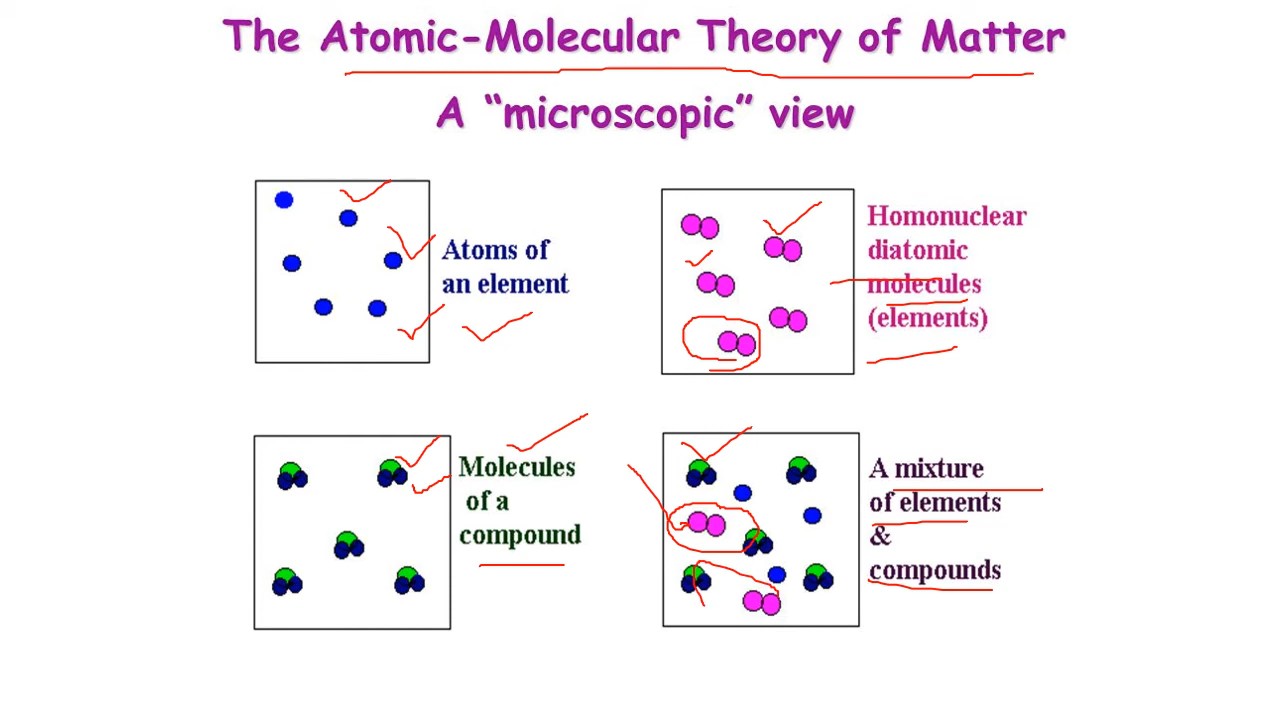 The Atomic-Molecular Theory of Matter
A “microscopic” view
Atoms of
an element
Homonuclear
diatomic
molecules
(elements)
Molecules
of a
compound
A mixture
of elements
&
compounds